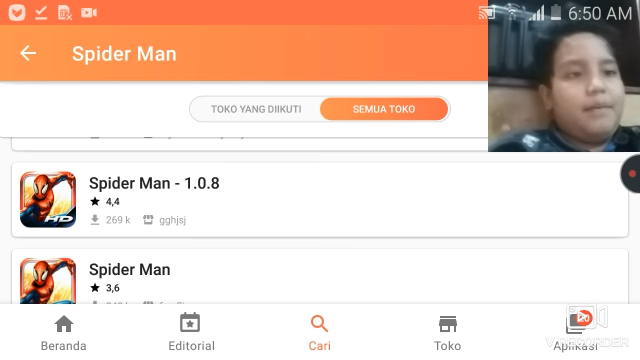 6:50 AM
Spider Man
TOKO YANG DIIKUTI
SEMUA TOKO
Spider Man - 1.0.8
4,4
269 k
gghjsj
HD
Spider Man
3,6
Beranda
Editorial
Cari
Toko
Aplikasi